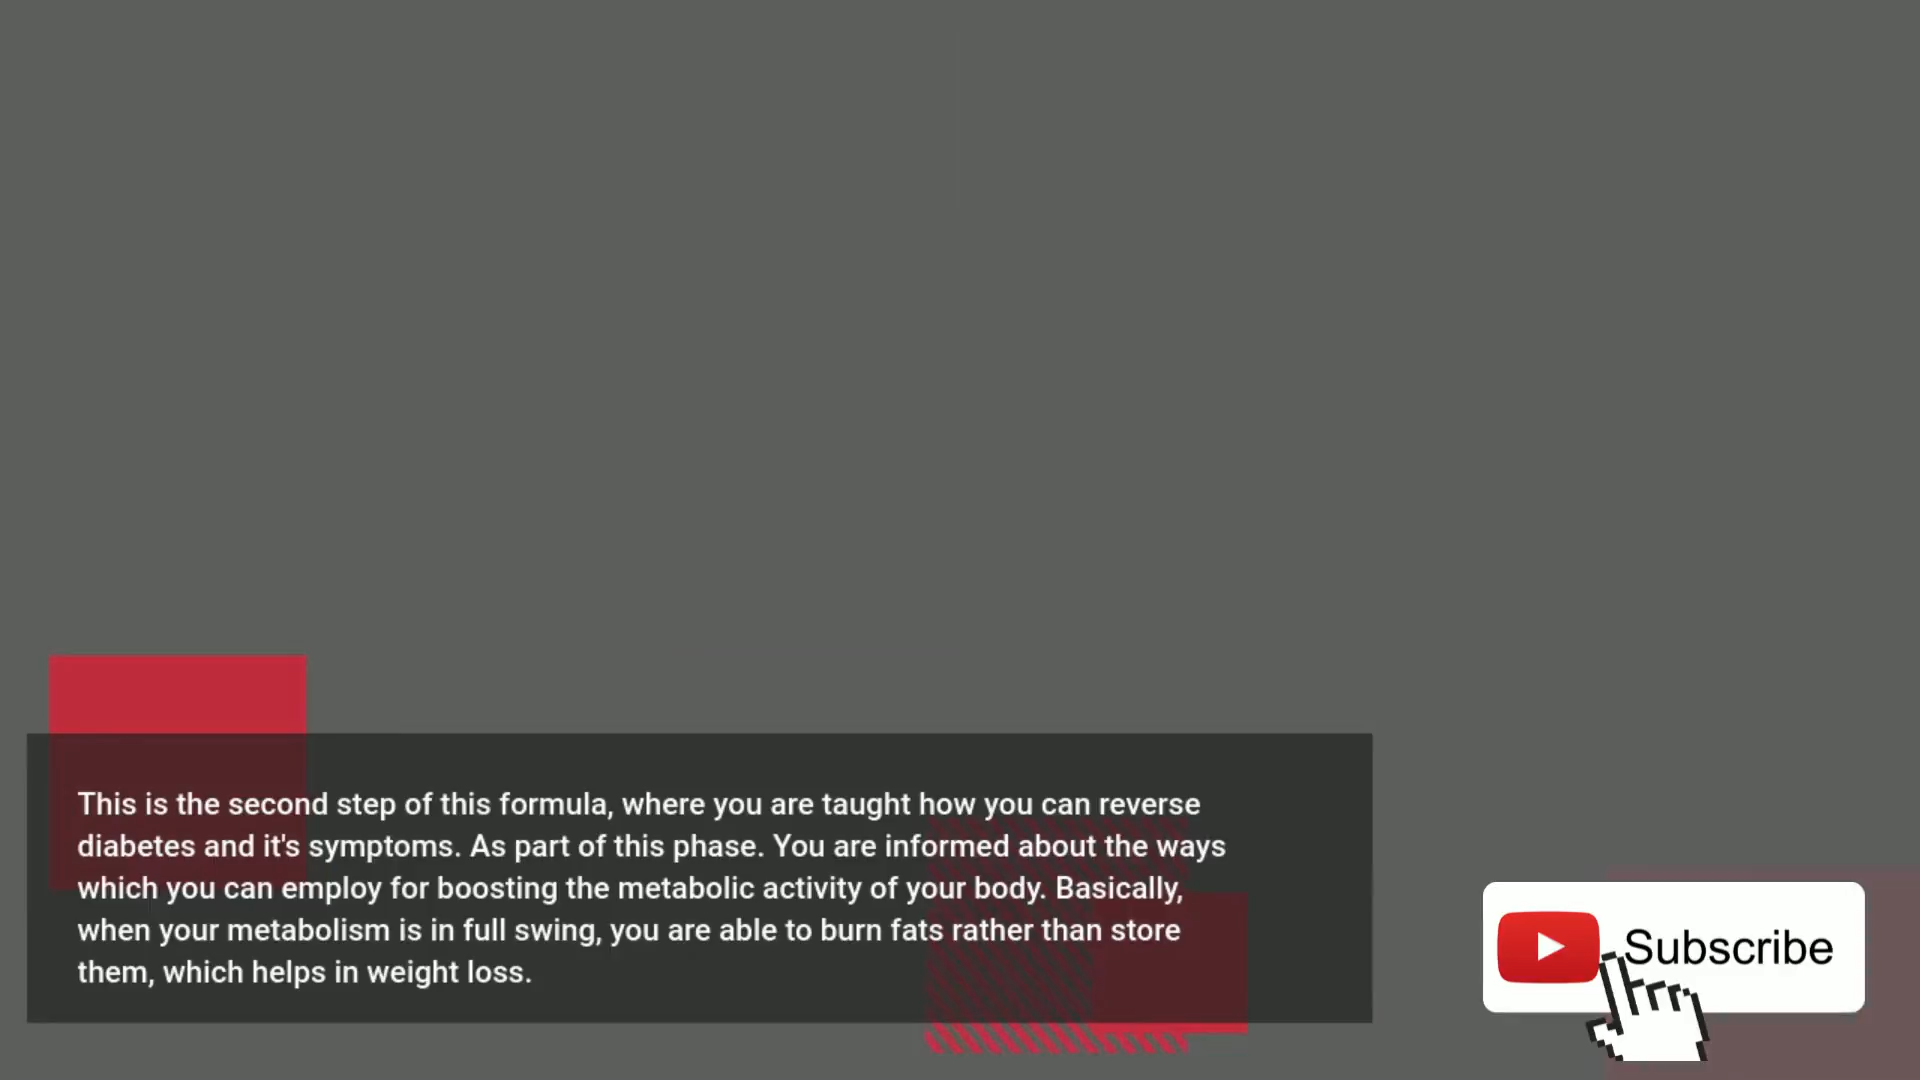 This is the second step of this formula, where you are taught how you can reverse
diabetes and it's symptoms. As part of this phase. You are informed about the ways
which you can employ for boosting the metabolic activity of your body. Basically,
when your metabolism is in full swing, you are able to burn fats rather than store
them, which helps in weight loss.
Subscribe